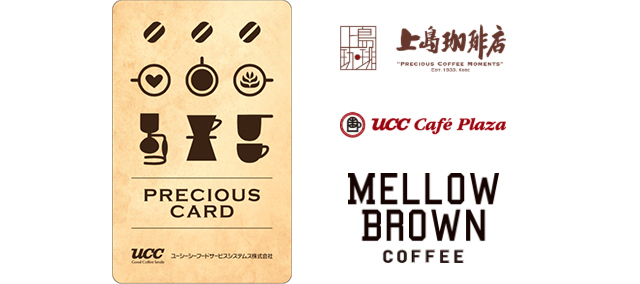 PRECIOUS
CARD
UCC
Good Coffee Smile
ユーシーシーフードサービスシステムズ株式会社
上島
珈琲
上島珈琲店
"PRECIOUS COFFEE MOMENTS"
EST. 1933, KOBE
UCC Café Plaza
MELLOW
BROWN
COFFEE